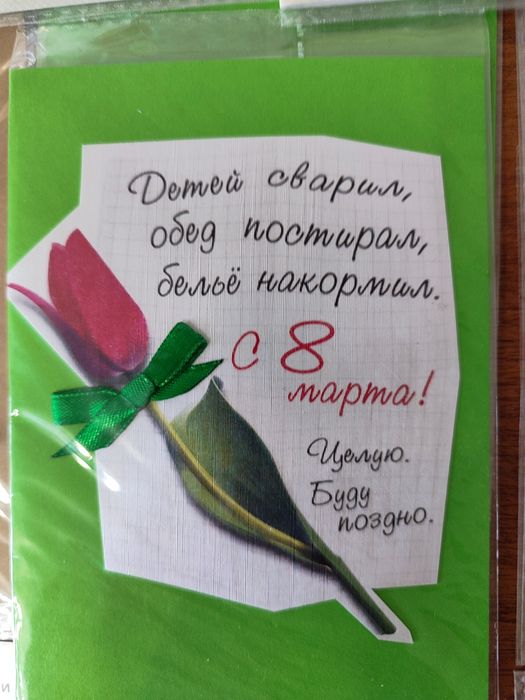 Детей сварил,
обед постирал,
бельё накормил.
с 8
марта!
Целую.
Буду
поздно.